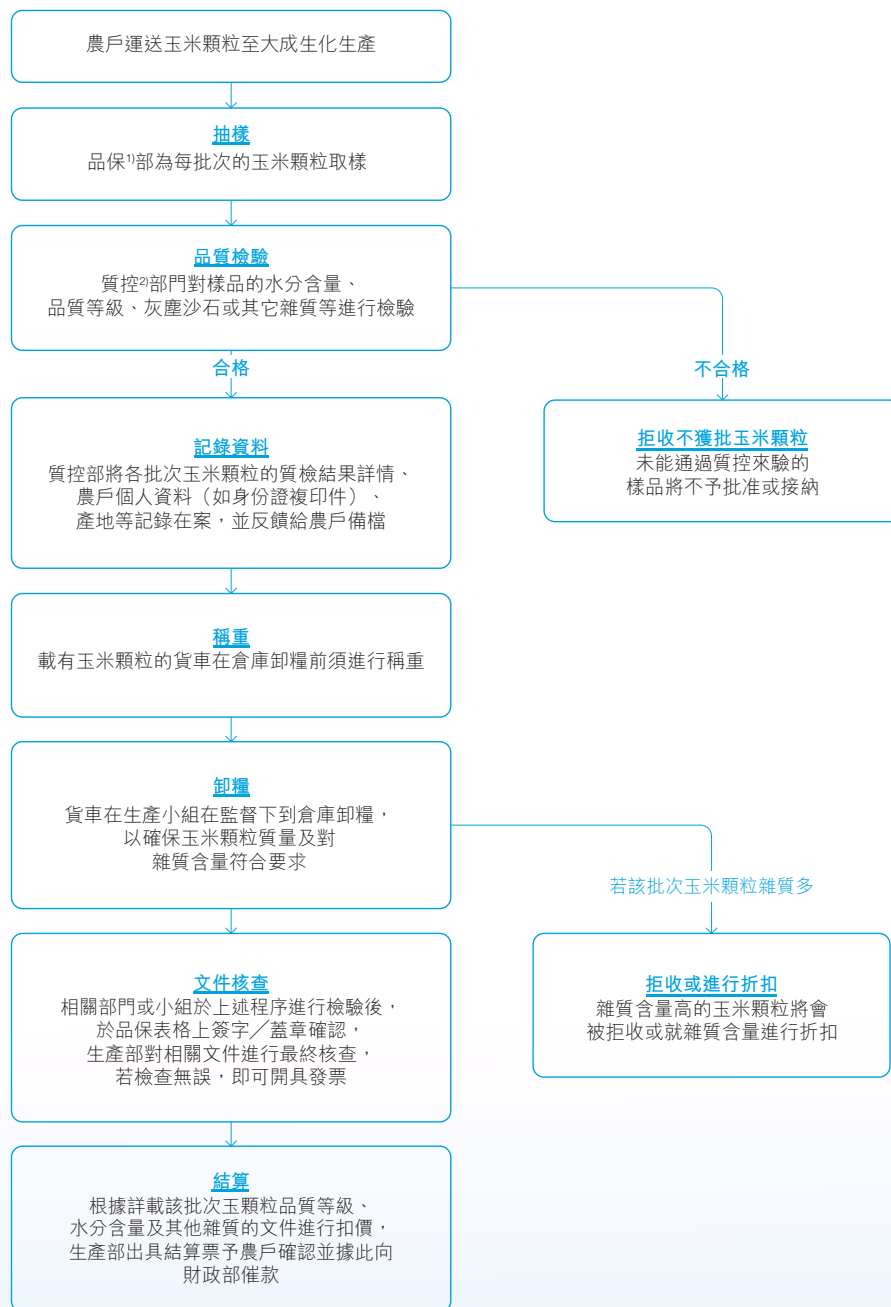 農戶運送玉米顆粒至大成生化生產
抽樣
品保¹⁾部為每批次的玉米顆粒取樣
品質檢驗
質控²⁾部門對樣品的水分含量、
品質等級、灰塵沙石或其它雜質等進行檢驗
合格
不合格
記錄資料
質控部將各批次玉米顆粒的質檢結果詳情、
農戶個人資料（如身份證複印件）、
產地等記錄在案，並反饋給農戶備檔
拒收不獲批玉米顆粒
未能通過質控來驗的
樣品將不予批准或接納
稱重
載有玉米顆粒的貨車在倉庫卸糧前須進行稱重
卸糧
貨車在生產小組在監督下到倉庫卸糧，
以確保玉米顆粒質量及對
雜質含量符合要求
若該批次玉米顆粒雜質多
文件核查
相關部門或小組於上述程序進行檢驗後，
於品保表格上簽字／蓋章確認，
生產部對相關文件進行最終核查，
若檢查無誤，即可開具發票
拒收或進行折扣
雜質含量高的玉米顆粒將會
被拒收或就雜質含量進行折扣
結算
根據詳載該批次玉顆粒品質等級、
水分含量及其他雜質的文件進行扣價，
生產部出具結算票予農戶確認並據此向
財政部催款